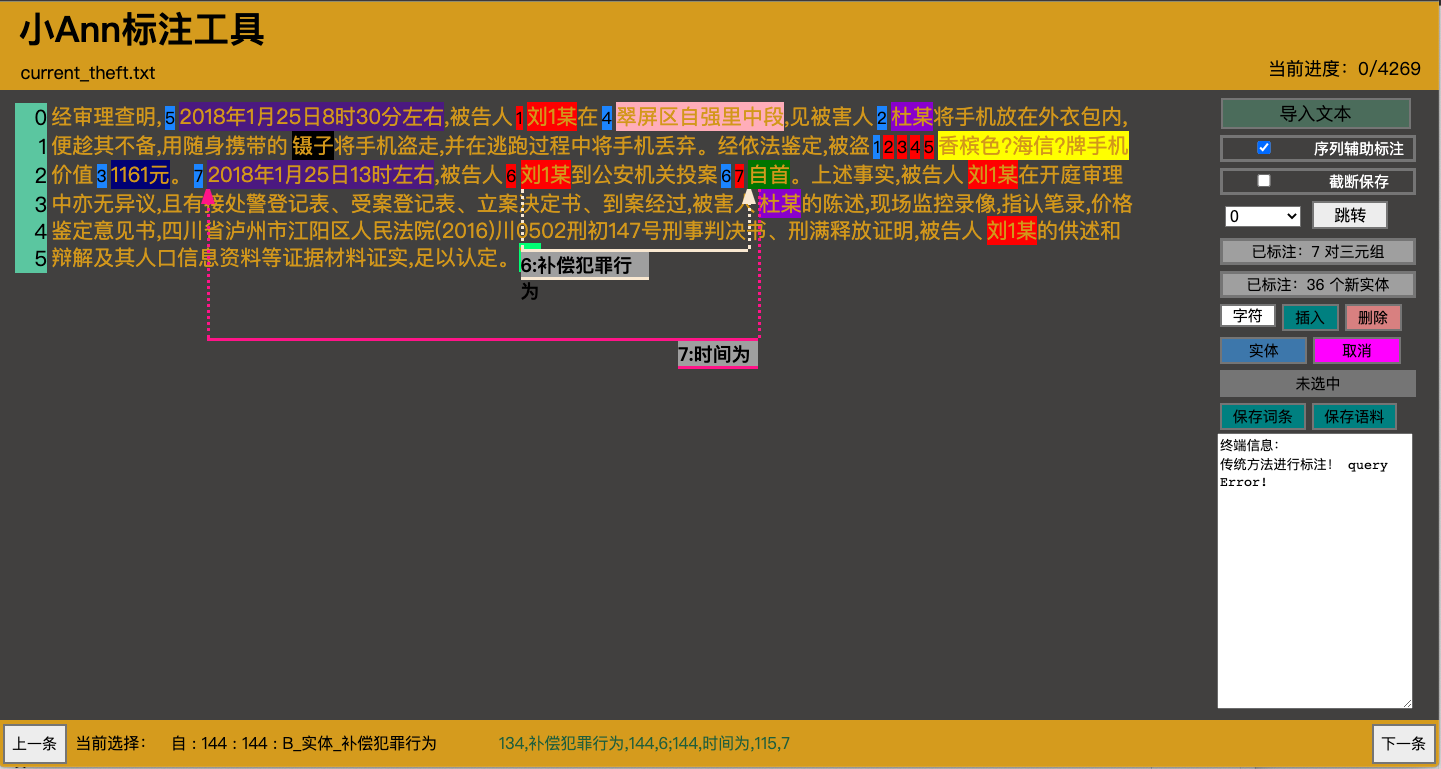 小Ann标注工具
current_theft.txt
当前进度：0/4269
0 经审理查明,5 2018年1月25日8时30分左右,被告人 1 刘1某在 4 翠屏区自强里中段,见被害人 2 杜某将手机放在外衣包内,
1 便趁其不备,用随身携带的 镊子将手机盗走,并在逃跑过程中将手机丢弃。经依法鉴定,被盗 1 2 3 4 5 香槟色?海信?牌手机
2 价值 3 1161元。 7 2018年1月25日13时左右,被告人 6 刘1某到公安机关投案 6 7 自首。上述事实,被告人 刘1某在开庭审理
3 中亦无异议,且有接处警登记表、受案登记表、立案决定书、到案经过,被害人 杜某的陈述,现场监控录像,指认笔录,价格
4 鉴定意见书,四川省泸州市江阳区人民法院(2016)川0502刑初147号刑事判决书、刑满释放证明,被告人 刘1某的供述和
5 辩解及其人口信息资料等证据材料证实,足以认定。
6:补偿犯罪行
为
7:时间为
导入文本
序列辅助标注
截断保存
0 跳转
已标注：7 对三元组
已标注：36 个新实体
字符 插入 删除
实体 取消
未选中
保存词条 保存语料
终端信息：
传统方法进行标注！ query
Error!
上一条 当前选择： 自 : 144 : 144 : B_实体_补偿犯罪行为 134,补偿犯罪行为,144,6;144,时间为,115,7 下一条